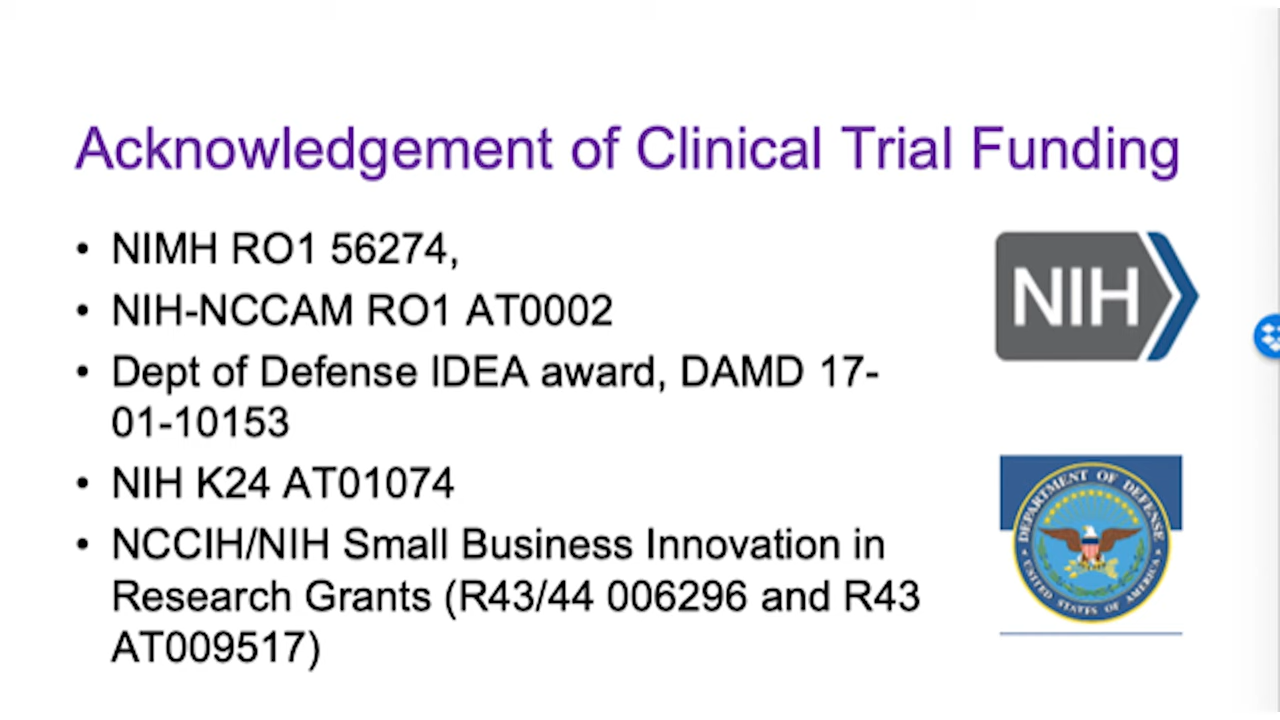 Acknowledgement of Clinical Trial Funding
• NIMH RO1 56274,
• NIH-NCCAM RO1 AT0002
• Dept of Defense IDEA award, DAMD 17-
01-10153
• NIH K24 AT01074
• NCCIH/NIH Small Business Innovation in
Research Grants (R43/44 006296 and R43
AT009517)
NIH
DEPARTMENT OF DEFENSE
UNITED STATES OF AMERICA